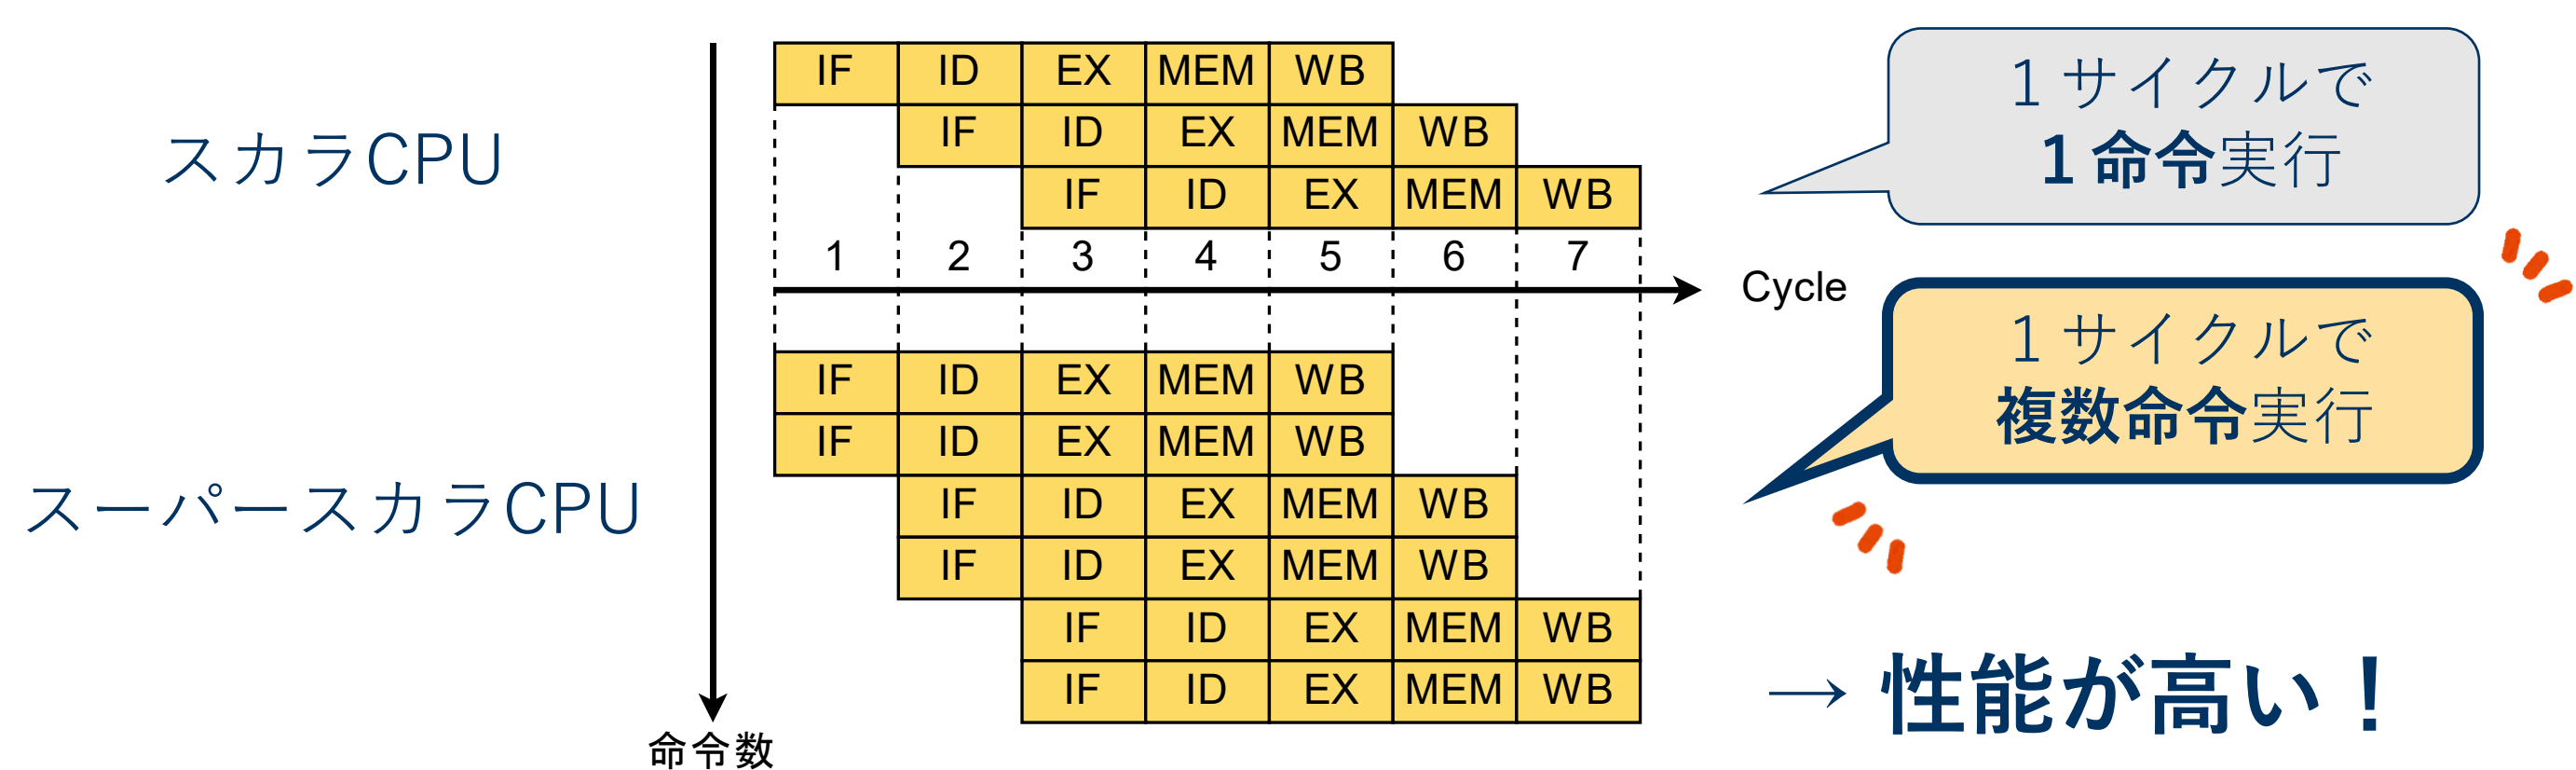 スカラCPU
IF ID EX MEM WB
IF ID EX MEM WB
IF ID EX MEM WB
1 2 3 4 5 6 7
Cycle
1サイクルで
1命令実行
スーパースカラCPU
IF ID EX MEM WB
IF ID EX MEM WB
IF ID EX MEM WB
IF ID EX MEM WB
IF ID EX MEM WB
IF ID EX MEM WB
命令数
1サイクルで
複数命令実行
→ 性能が高い！